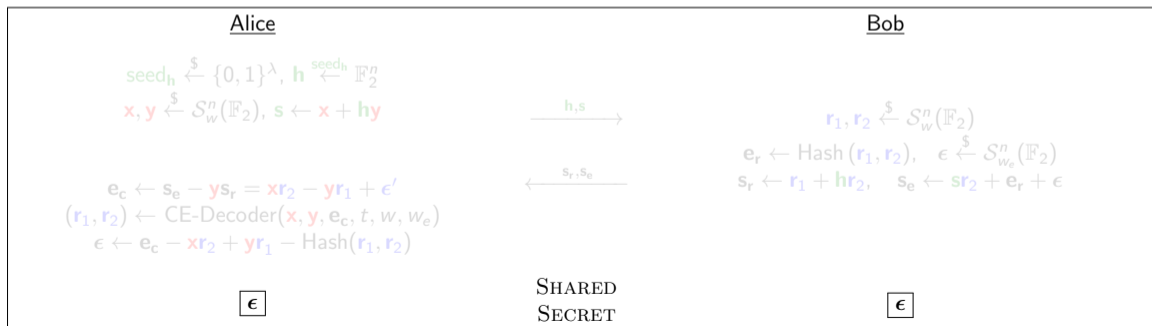 Alice Bob
seed_h ←$ {0, 1}^λ, h ←seed_h 𝔽_2^n
x, y ←$ 𝒮_w^n(𝔽_2), s ← x + hy
h,s
r_1, r_2 ←$ 𝒮_w^n(𝔽_2)
e_r ← Hash (r_1, r_2), ϵ ←$ 𝒮_{w_e}^n(𝔽_2)
s_r,s_e
s_r ← r_1 + hr_2, s_e ← sr_2 + e_r + ϵ
e_c ← s_e − ys_r = xr_2 − yr_1 + ϵ′
(r_1, r_2) ← CE-Decoder(x, y, e_c, t, w, w_e)
ϵ ← e_c − xr_2 + yr_1 − Hash(r_1, r_2)
ϵ SHARED ϵ
SECRET